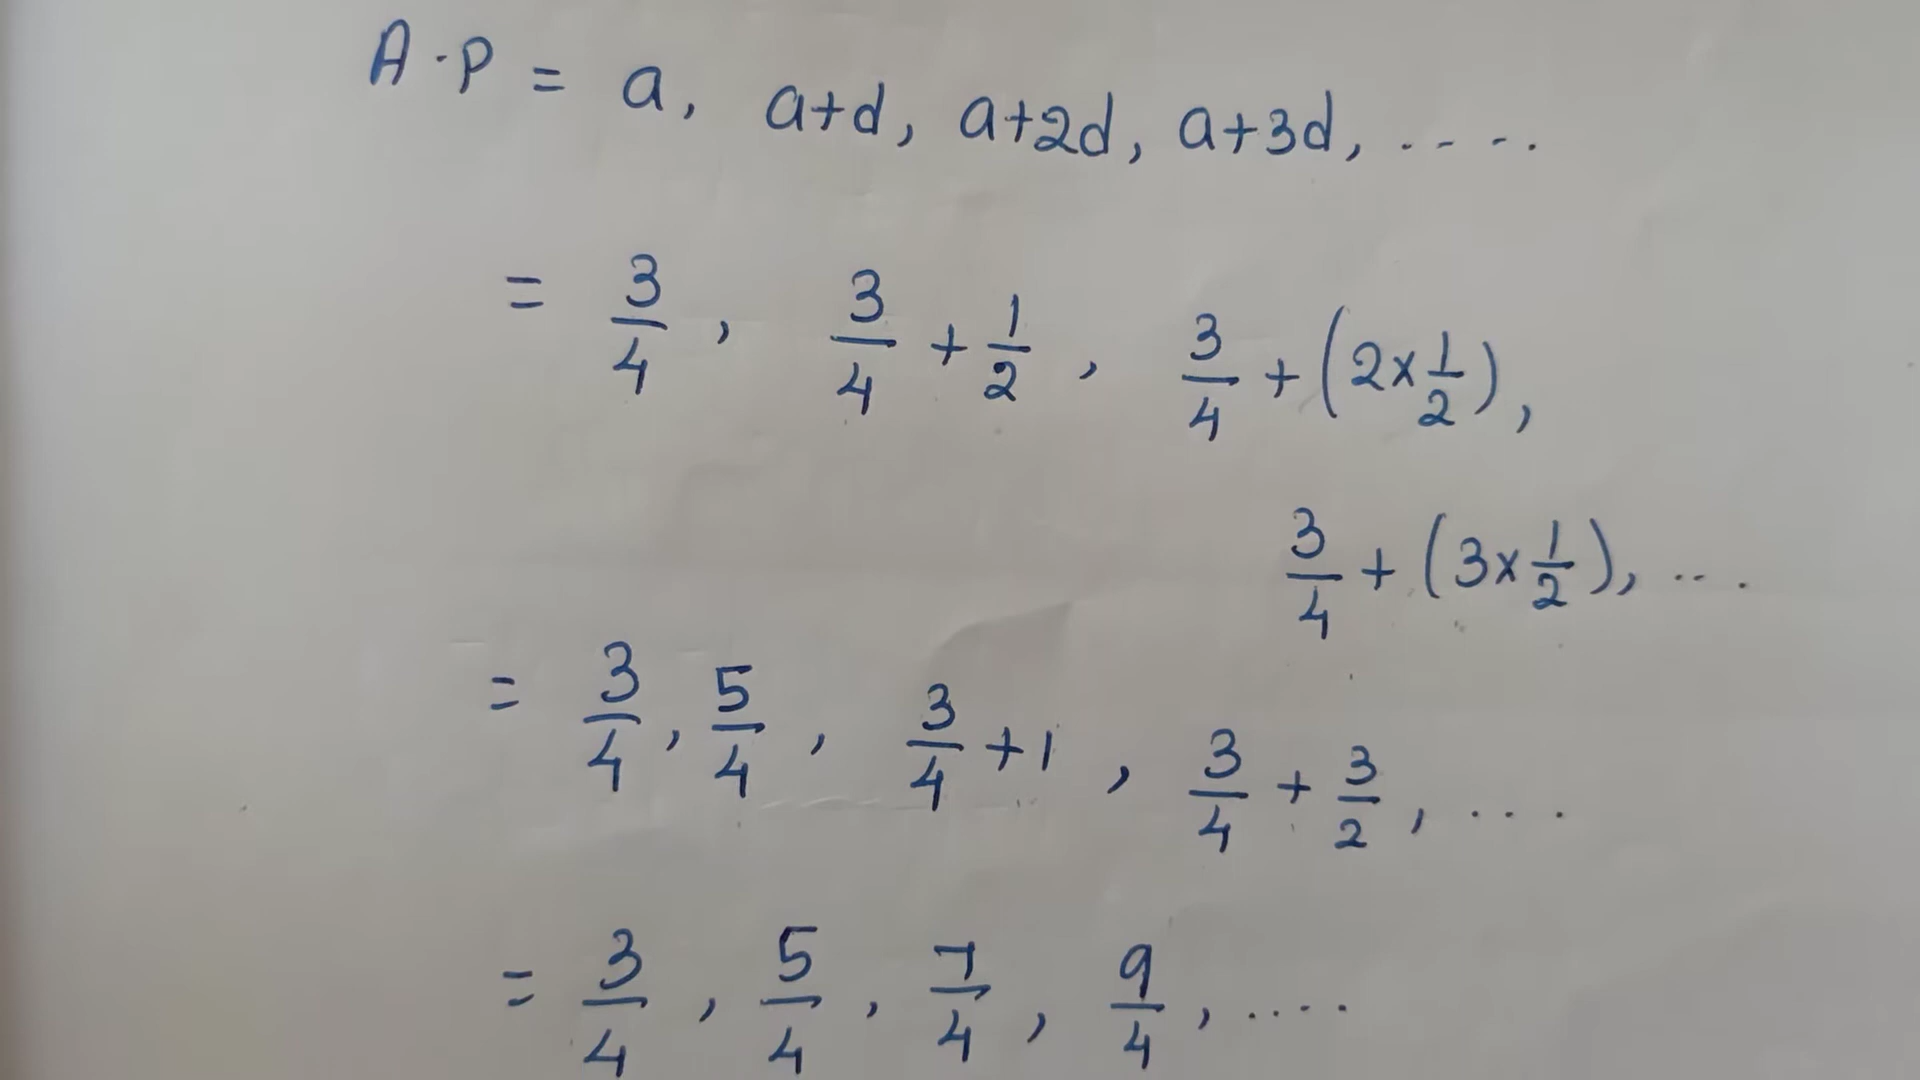 A.P = a, a+d, a+2d, a+3d, ....
= 3/4, 3/4 + 1/2, 3/4 + (2×1/2),
3/4 + (3×1/2), ...
= 3/4, 5/4, 3/4 + 1, 3/4 + 3/2, ...
= 3/4, 5/4, 7/4, 9/4, ....